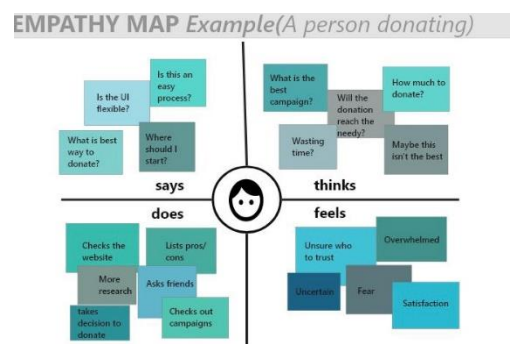 EMPATHY MAP Example(A person donating)
Is the UI
flexible?
Is this an
easy
process?
What is best
way to
donate?
Where
should I
start?
says
What is the
best
campaign?
Will the
donation
reach the
needy?
How much to
donate?
Wasting
time?
Maybe this
isn't the best
thinks
does
Checks the
website
Lists pros/
cons
More
research
Asks friends
takes
decision to
donate
Checks out
campaigns
feels
Unsure who
to trust
Overwhelmed
Uncertain
Fear
Satisfaction